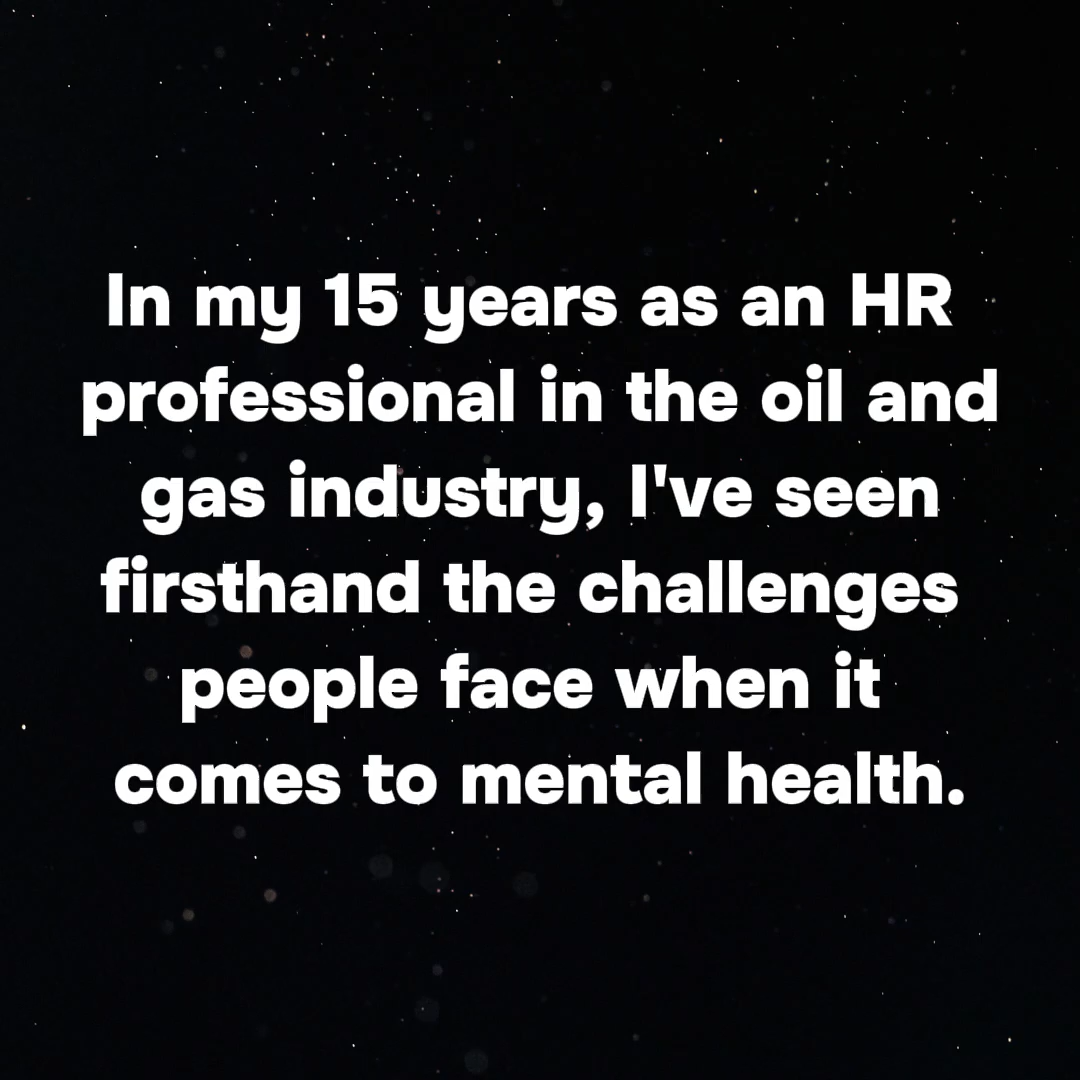 In my 15 years as an HR
professional in the oil and
gas industry, I've seen
firsthand the challenges
people face when it
comes to mental health.